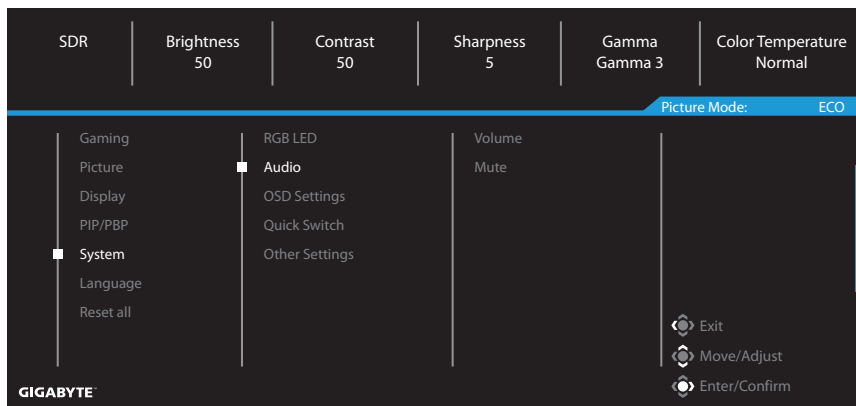 SDR
Brightness
50
Contrast
50
Sharpness
5
Gamma
Gamma 3
Color Temperature
Normal
Picture Mode: ECO
Gaming
Picture
Display
PIP/PBP
System
Language
Reset all
RGB LED
Audio
OSD Settings
Quick Switch
Other Settings
Volume
Mute
Exit
Move/Adjust
Enter/Confirm
GIGABYTE™